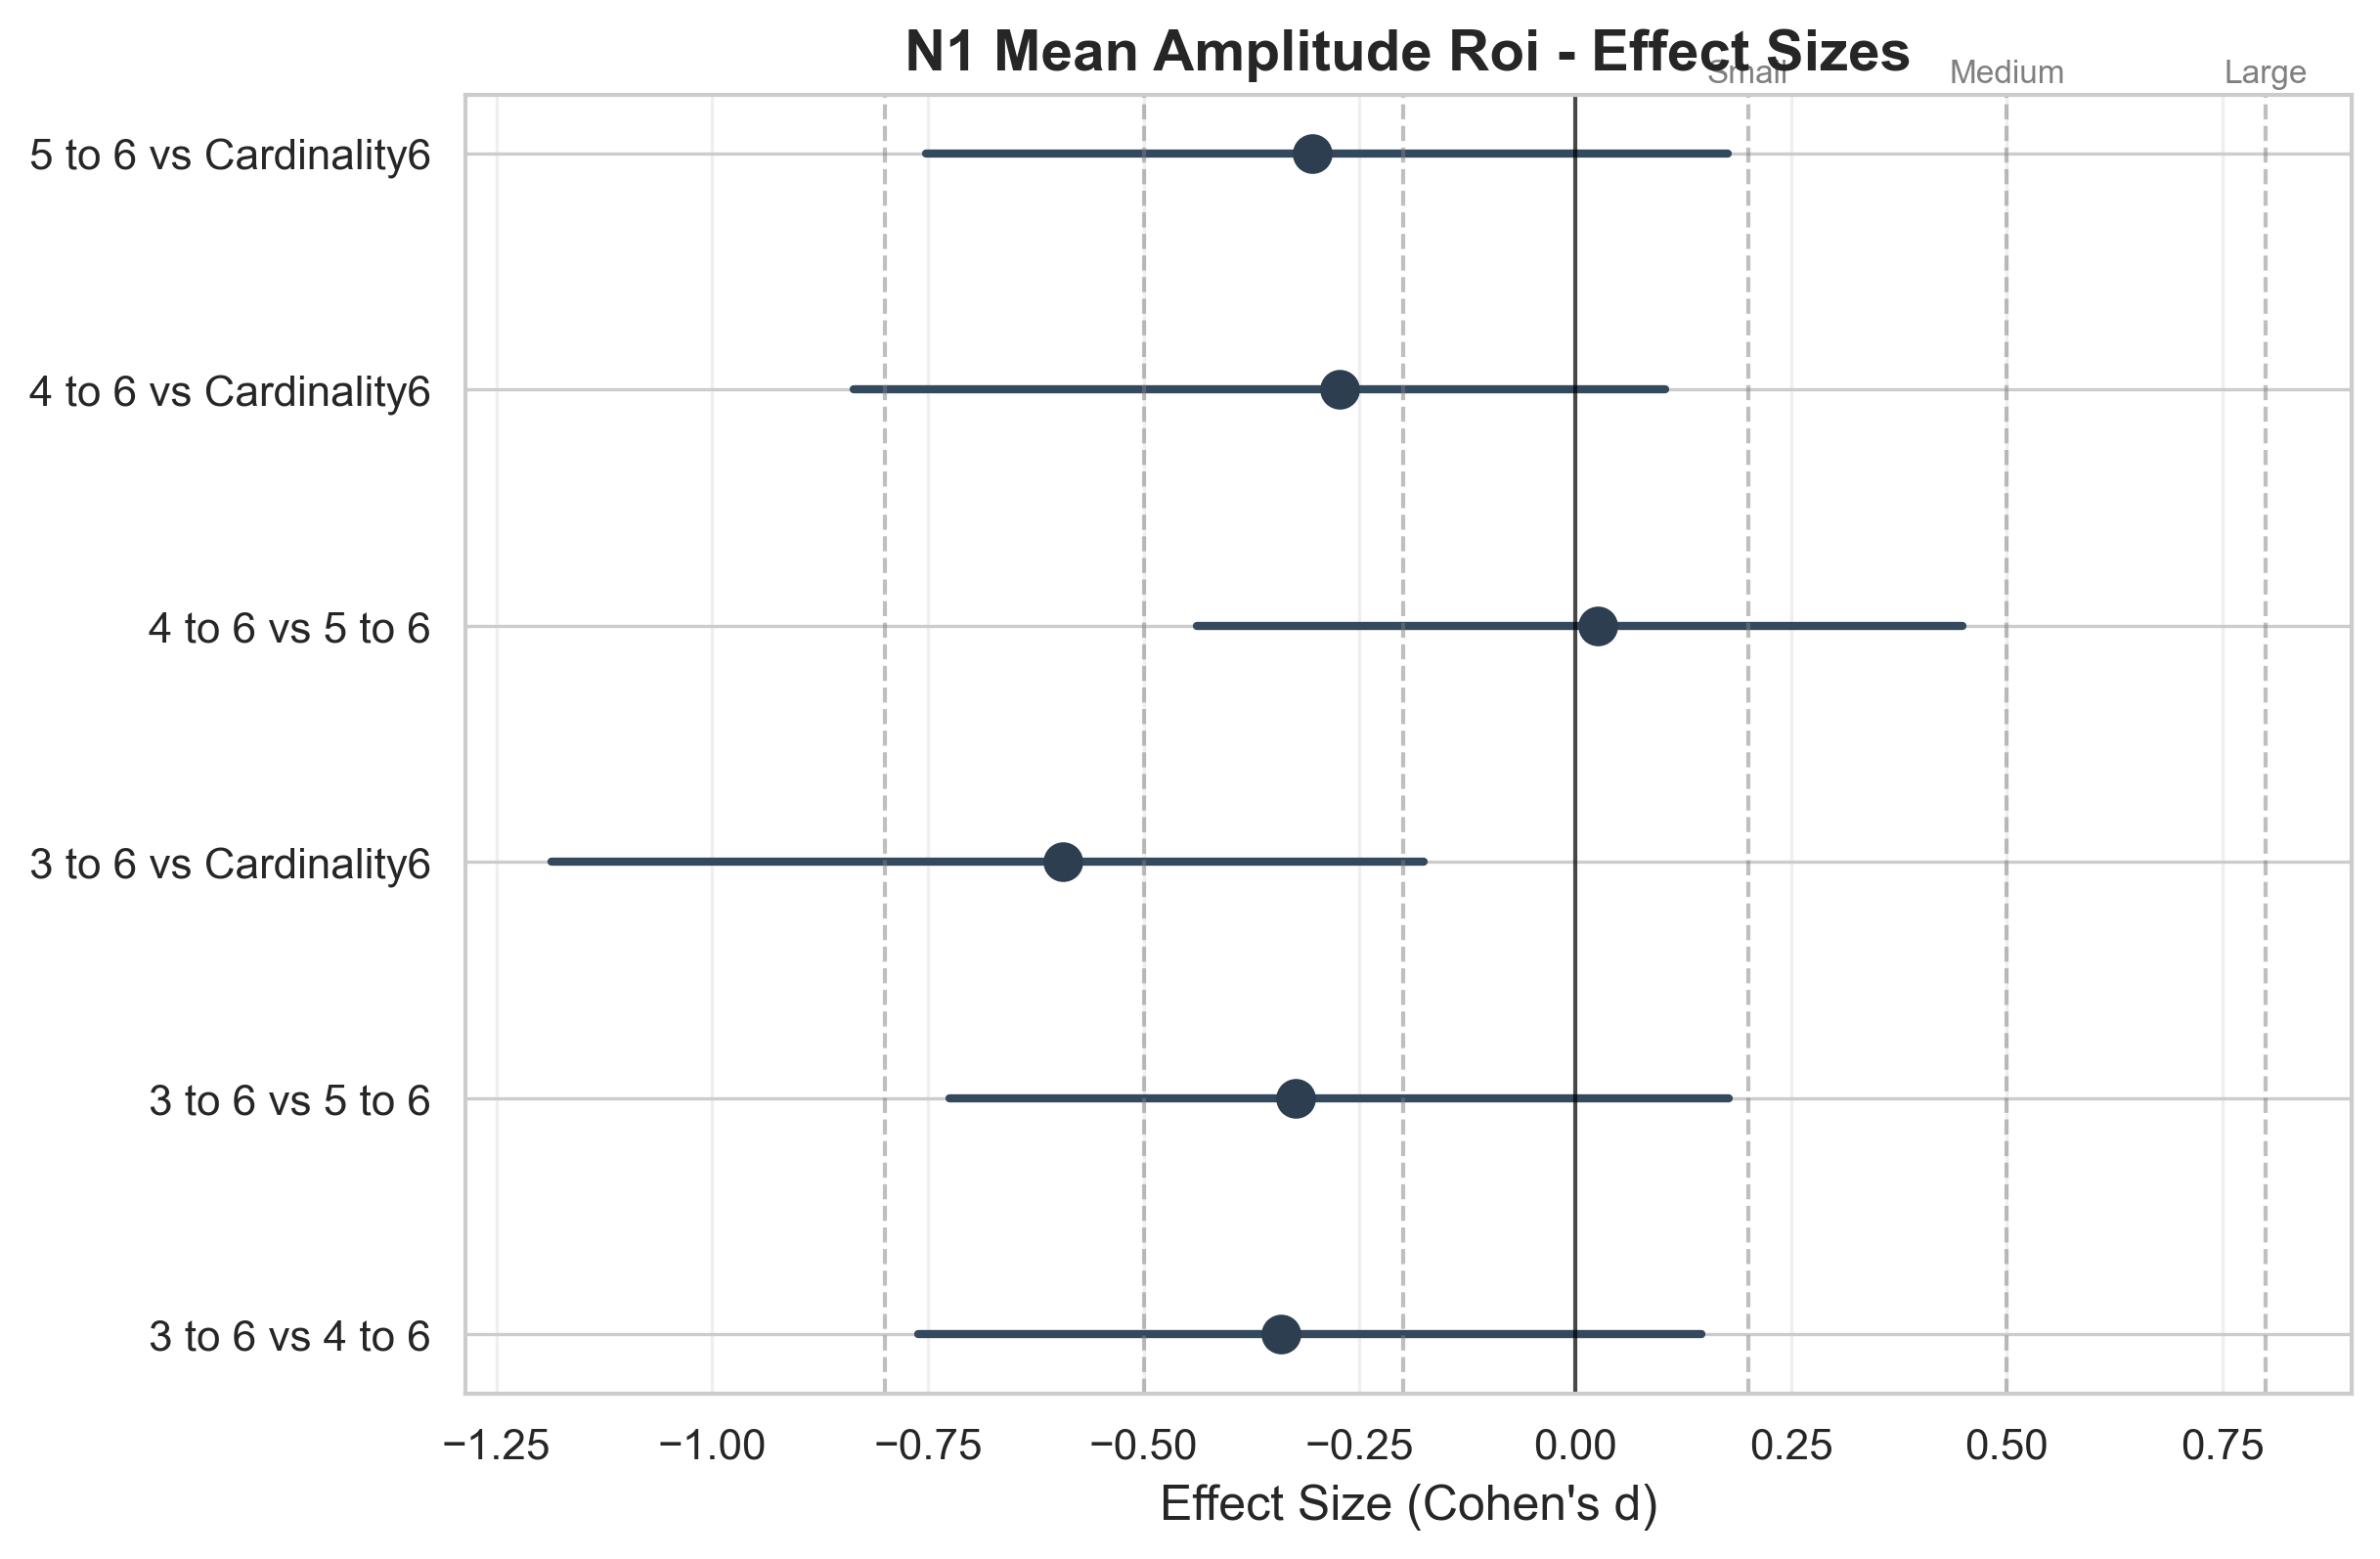 N1 Mean Amplitude Roi - Effect Sizes
Small Medium Large
5 to 6 vs Cardinality6
4 to 6 vs Cardinality6
4 to 6 vs 5 to 6
3 to 6 vs Cardinality6
3 to 6 vs 5 to 6
3 to 6 vs 4 to 6
−1.25 −1.00 −0.75 −0.50 −0.25 0.00 0.25 0.50 0.75
Effect Size (Cohen's d)